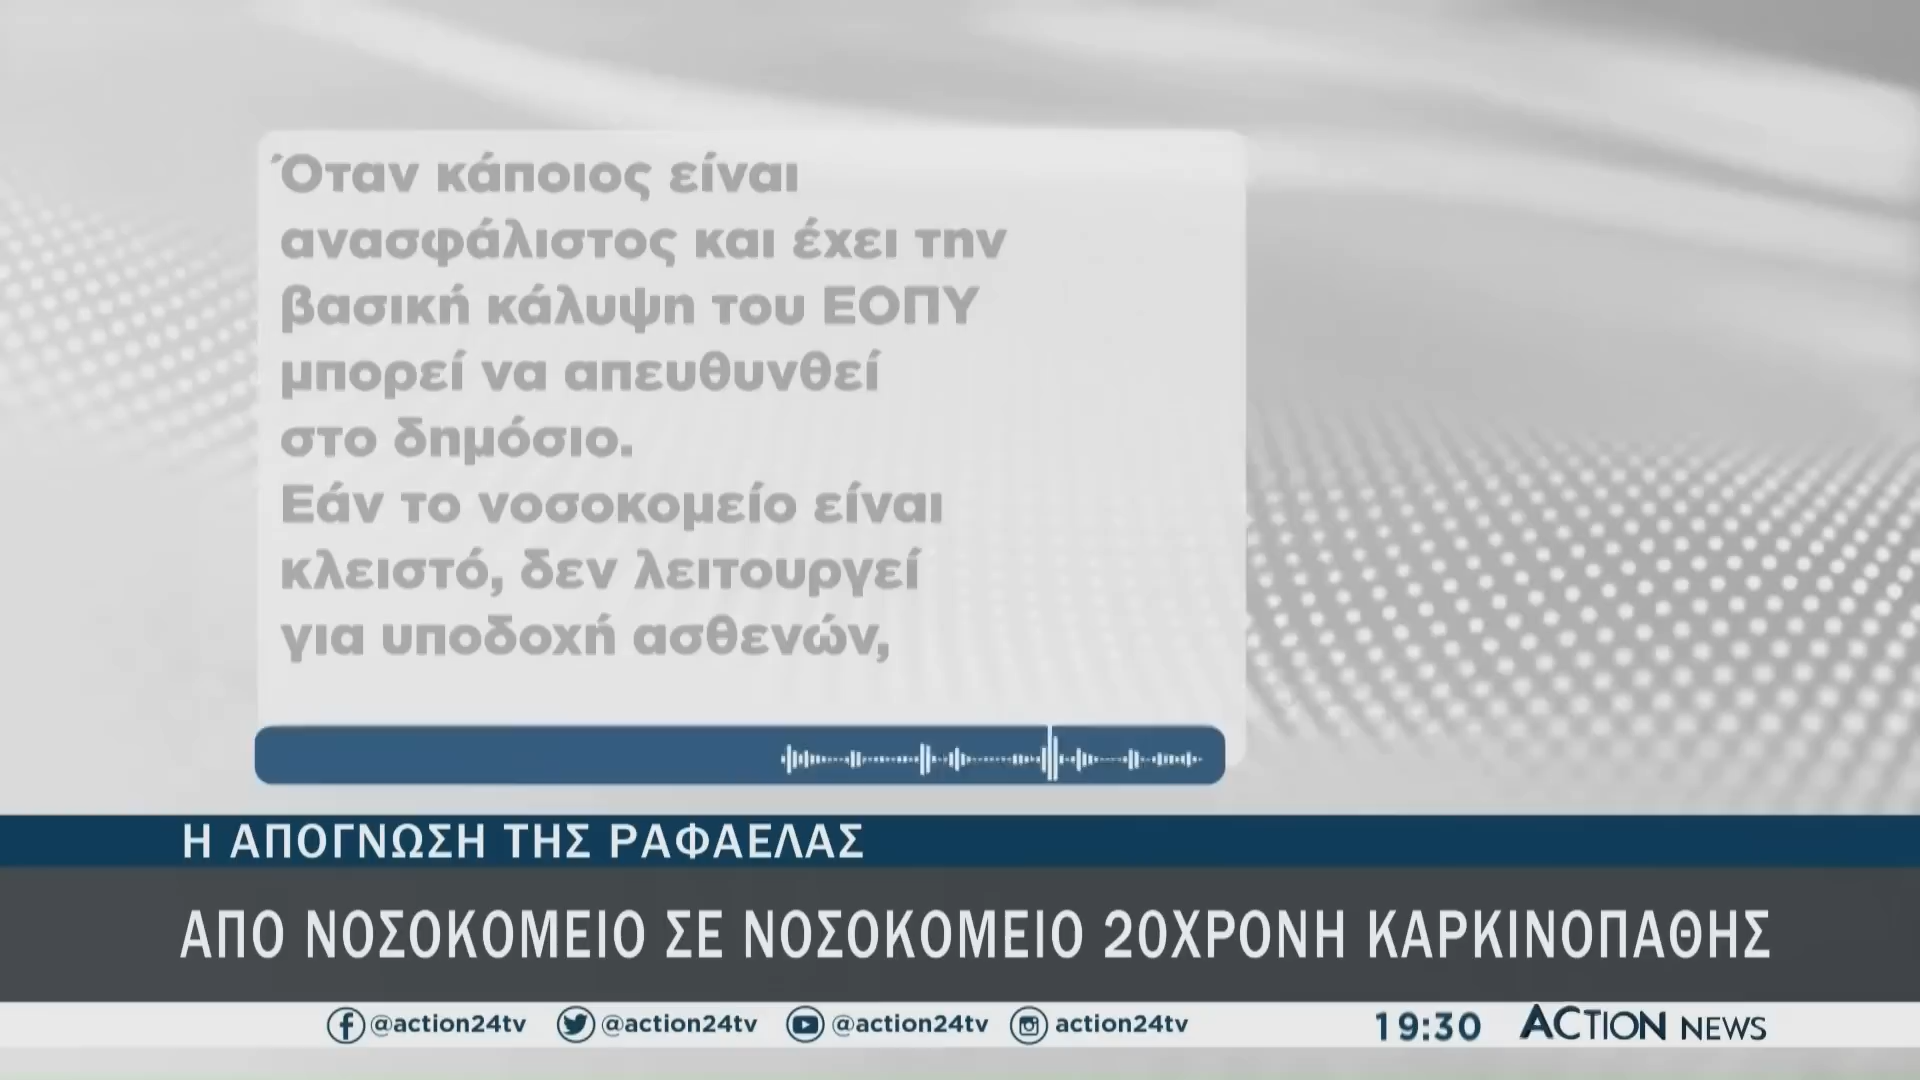 Όταν κάποιος είναι
ανασφάλιστος και έχει την
βασική κάλυψη του ΕΟΠΥ
μπορεί να απευθυνθεί
στο δημόσιο.
Εάν το νοσοκομείο είναι
κλειστό, δεν λειτουργεί
για υποδοχή ασθενών,
Η ΑΠΟΓΝΩΣΗ ΤΗΣ ΡΑΦΑΕΛΑΣ
ΑΠΟ ΝΟΣΟΚΟΜΕΙΟ ΣΕ ΝΟΣΟΚΟΜΕΙΟ 20ΧΡΟΝΗ ΚΑΡΚΙΝΟΠΑΘΗΣ
@action24tv @action24tv @action24tv action24tv 19:30 ACTION NEWS